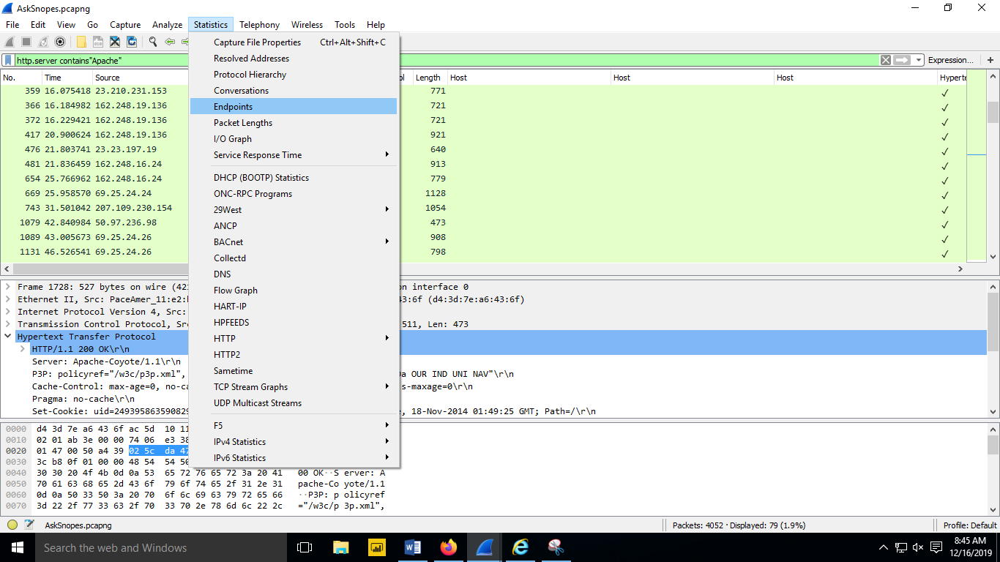 AskSnopes.pcapng
File Edit View Go Capture Analyze Statistics Telephony Wireless Tools Help
http.server contains"Apache" Expression... +
No. Time Source Length Host Host Host Hyperte
359 16.075418 23.210.231.153 771 ✓
366 16.184982 162.248.19.136 721 ✓
372 16.229421 162.248.19.136 721 ✓
417 20.900624 162.248.19.136 921 ✓
476 21.803741 23.23.197.19 640 ✓
481 21.836459 162.248.16.24 913 ✓
654 25.766962 162.248.16.24 779 ✓
669 25.958570 69.25.24.24 1128 ✓
743 31.501042 207.109.230.154 1054 ✓
1079 42.840984 50.97.236.98 473 ✓
1089 43.005673 69.25.24.26 908 ✓
1131 46.526541 69.25.24.26 798 ✓
Capture File Properties Ctrl+Alt+Shift+C
Resolved Addresses
Protocol Hierarchy
Conversations
Endpoints
Packet Lengths
I/O Graph
Service Response Time
DHCP (BOOTP) Statistics
ONC-RPC Programs
29West
ANCP
BACnet
Collectd
DNS
Flow Graph
HART-IP
HPFEEDS
HTTP
HTTP2
Sametime
TCP Stream Graphs
UDP Multicast Streams
F5
IPv4 Statistics
IPv6 Statistics
Frame 1728: 527 bytes on wire (421 on interface 0
Ethernet II, Src: PaceAmer_11:e2: 43:6f (d4:3d:7e:a6:43:6f)
Internet Protocol Version 4, Src:
Transmission Control Protocol, Src 511, Len: 473
Hypertext Transfer Protocol
HTTP/1.1 200 OK\r\n
Server: Apache-Coyote/1.1\r\n
P3P: policyref="/w3c/p3p.xml", OUR IND UNI NAV"\r\n
Cache-Control: max-age=0, no-ca s-maxage=0\r\n
Pragma: no-cache\r\n
Set-Cookie: uid=24939586359082 e, 18-Nov-2014 01:49:25 GMT; Path=/\r\n
0000 d4 3d 7e a6 43 6f ac 5d 10 11
0010 02 01 ab 3e 00 00 74 06 e3 38
0020 01 47 00 50 a4 39 02 5c da 47
0030 3c b8 0f 01 00 00 48 54 54 50
0040 30 30 20 4f 4b 0d 0a 53 65 72 76 65 72 3a 20 41 00 OK··S erver: A
0050 70 61 63 68 65 2d 43 6f 79 6f 74 65 2f 31 2e 31 pache-Co yote/1.1
0060 0d 0a 50 33 50 3a 20 70 6f 6c 69 63 79 72 65 66 ··P3P: p olicyref
0070 3d 22 2f 77 33 63 2f 70 33 70 2e 78 6d 6c 22 2c ="/w3c/p 3p.xml",
AskSnopes.pcapng Packets: 4052 · Displayed: 79 (1.9%) Profile: Default
Search the web and Windows
8:45 AM
12/16/2019